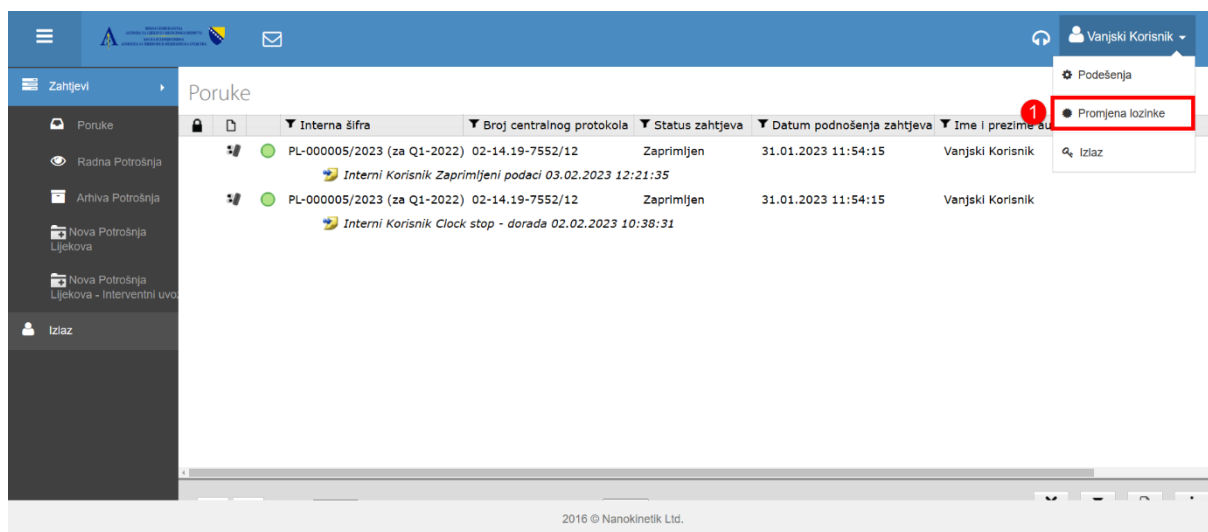 Vanjski Korisnik
Zahtjevi
Poruke
Radna Potrošnja
Arhiva Potrošnja
Nova Potrošnja
Lijekova
Nova Potrošnja
Lijekova - Interventni uvoz
Izlaz
Poruke
Interna šifra Broj centralnog protokola Status zahtjeva Datum podnošenja zahtjeva Ime i prezime au
PL-000005/2023 (za Q1-2022) 02-14.19-7552/12 Zaprimljen 31.01.2023 11:54:15 Vanjski Korisnik
Interni Korisnik Zaprimljeni podaci 03.02.2023 12:21:35
PL-000005/2023 (za Q1-2022) 02-14.19-7552/12 Zaprimljen 31.01.2023 11:54:15 Vanjski Korisnik
Interni Korisnik Clock stop - dorada 02.02.2023 10:38:31
Podešenja
1 Promjena lozinke
Izlaz
2016 © Nanokinetik Ltd.